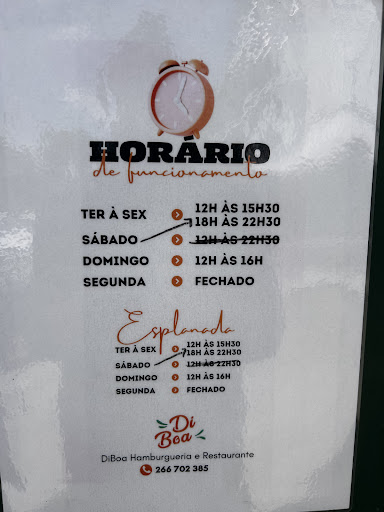 HORÁRIO
de funcionamento
TER À SEX 12H ÀS 15H30
18H ÀS 22H30
SÁBADO 12H ÀS 22H30
DOMINGO 12H ÀS 16H
SEGUNDA FECHADO
Esplanada
TER À SEX 12H ÀS 15H30
18H ÀS 22H30
SÁBADO 12H ÀS 22H30
DOMINGO 12H ÀS 16H
SEGUNDA FECHADO
Di
Boa
DiBoa Hamburgueria e Restaurante
266 702 385